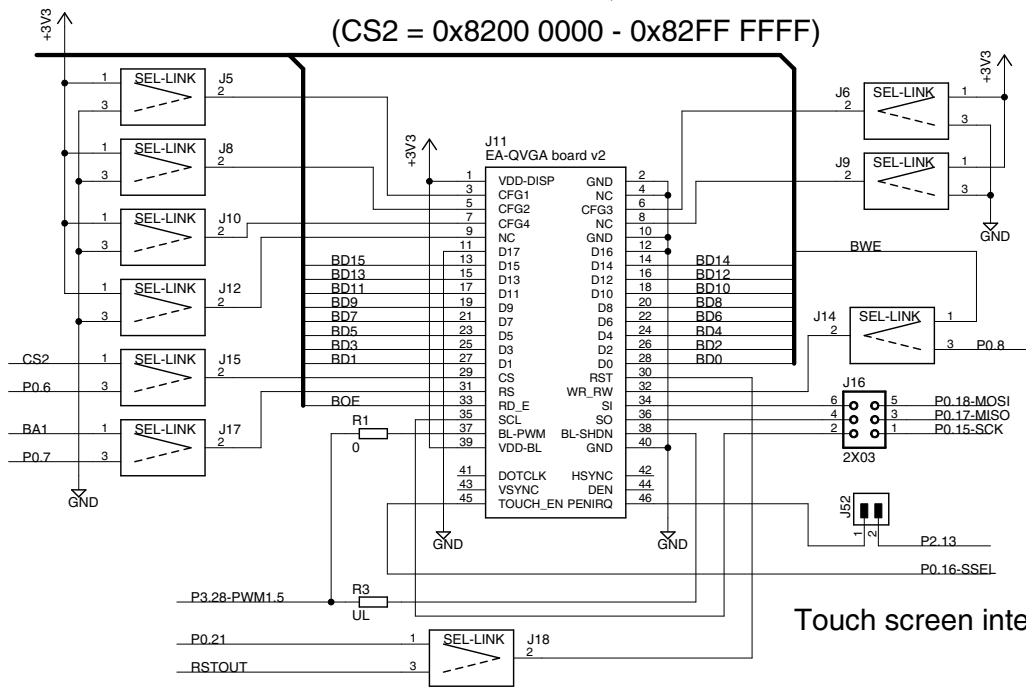 (CS2 = 0x8200 0000 - 0x82FF FFFF)
+3V3
+3V3
+3V3
1 SEL-LINK J5
2
3
1 SEL-LINK J8
2
3
1 SEL-LINK J10
2
3
1 SEL-LINK J12
2
3
CS2 1 SEL-LINK J15
2
P0.6 3
BA1 1 SEL-LINK J17
2
P0.7 3
GND
J6 SEL-LINK 1
2
3
J9 SEL-LINK 1
2
3
GND
BWE
J14 SEL-LINK 1
2
3 P0.8
J11
EA-QVGA board v2
1 VDD-DISP GND 2
3 CFG1 NC 4
5 CFG2 CFG3 6
7 CFG4 NC 8
9 NC GND 10
11 D17 D16 12
BD15 13 D15 D14 14 BD14
BD13 15 D13 D12 16 BD12
BD11 17 D11 D10 18 BD10
BD9 19 D9 D8 20 BD8
BD7 21 D7 D6 22 BD6
BD5 23 D5 D4 24 BD4
BD3 25 D3 D2 26 BD2
BD1 27 D1 D0 28 BD0
29 CS RST 30
31 RS WR_RW 32
BOE 33 RD_E SI 34
35 SCL SO 36
37 BL-PWM BL-SHDN 38
39 VDD-BL GND 40
41 DOTCLK HSYNC 42
43 VSYNC DEN 44
45 TOUCH_EN PENIRQ 46
GND
GND
R1
0
J16
6 5 P0.18-MOSI
4 3 P0.17-MISO
2 1 P0.15-SCK
2X03
J52
1 2
P2.13
P0.16-SSEL
P3.28-PWM1.5
R3
UL
Touch screen inte
P0.21 1 SEL-LINK J18
2
RSTOUT 3